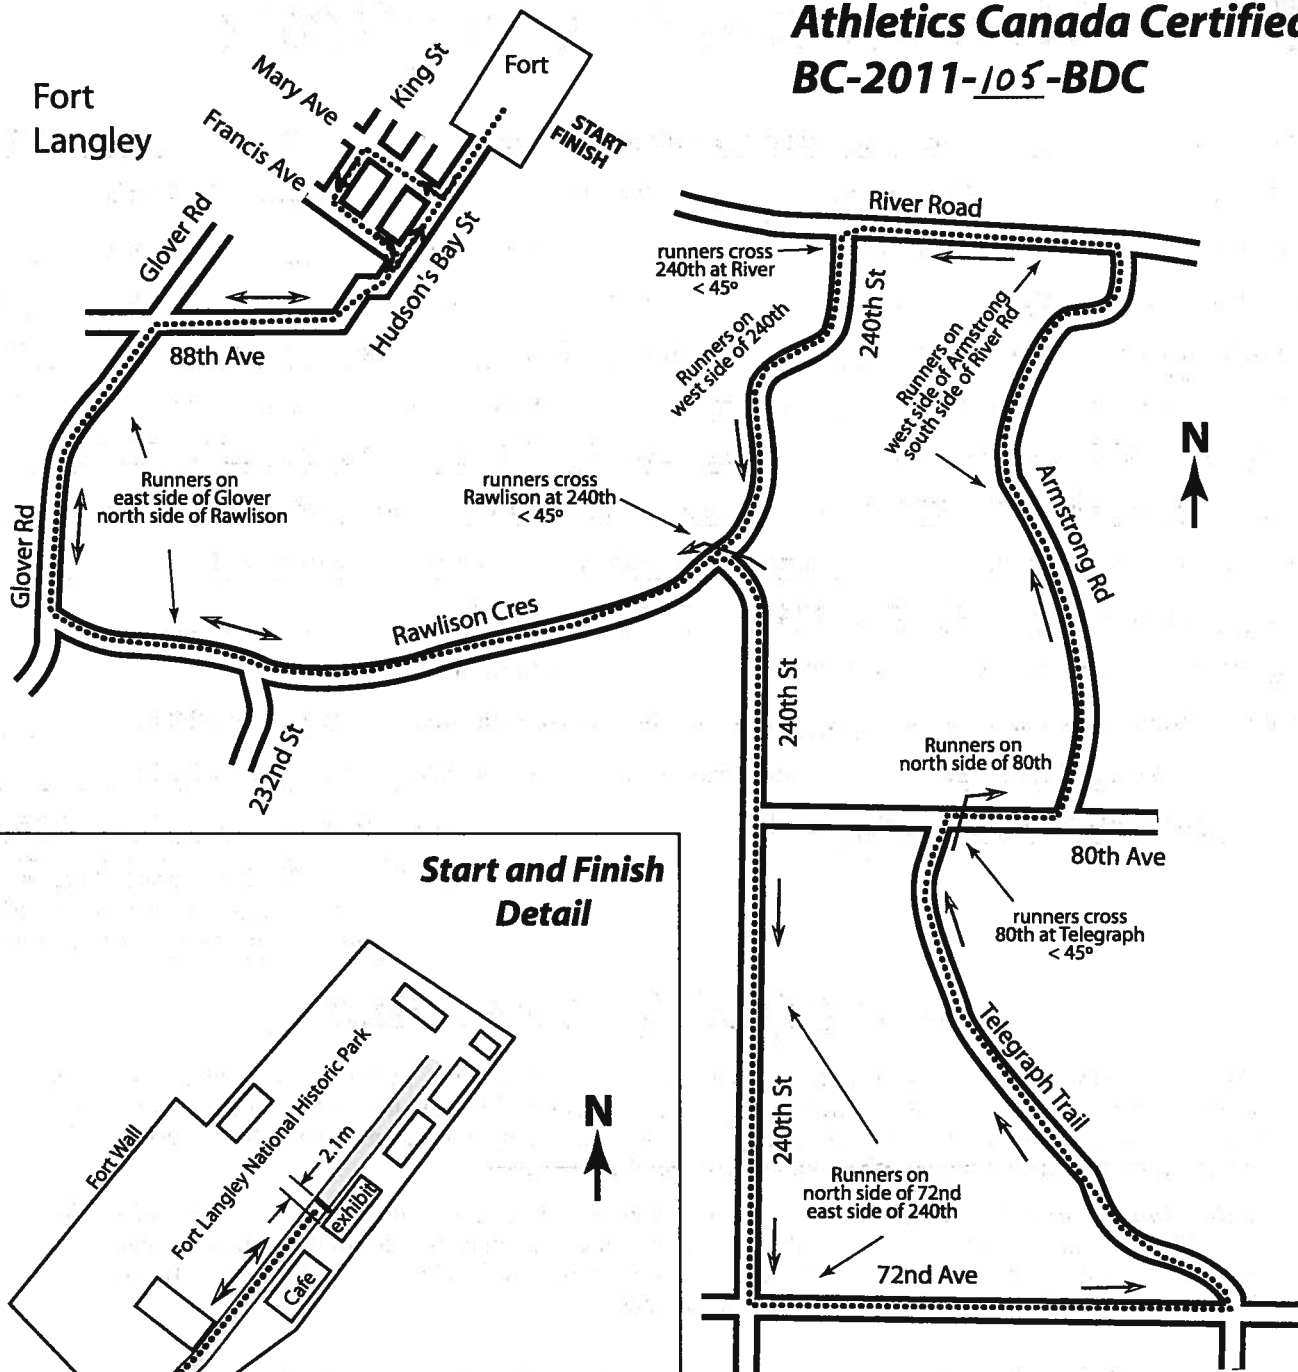 Athletics Canada Certified
BC-2011-105-BDC
Fort
Langley
Mary Ave
King St
Fort
Francis Ave
START
FINISH
Glover Rd
Hudson's Bay St
88th Ave
River Road
runners cross
240th at River
< 45º
240th St
Runners on
west side of 240th
Runners on
west side of Armstrong
south side of River Rd
N
Runners on
east side of Glover
north side of Rawlison
runners cross
Rawlison at 240th
< 45º
Armstrong Rd
Glover Rd
Rawlison Cres
240th St
232nd St
Runners on
north side of 80th
80th Ave
runners cross
80th at Telegraph
< 45º
Start and Finish
Detail
Fort Wall
Fort Langley National Historic Park
2.1m
exhibit
Cafe
N
240th St
Telegraph Trail
Runners on
north side of 72nd
east side of 240th
72nd Ave